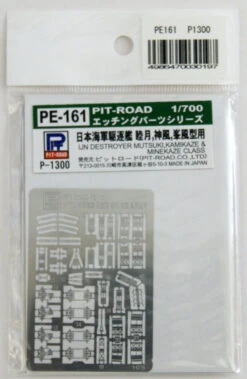 PE161 P1300
4986470030197
PE-161
PIT-ROAD 1/700
エッチングパーツシリーズ
PIT-ROAD
P-1300
日本海軍駆逐艦 睦月,神風,峯風型用
IJN DESTROYER MUTSUKI,KAMIKAZE &
MINEKAZE CLASS
発売元:ピットロード(PIT-ROAD.CO.,LTD)
MADE IN JAPAN